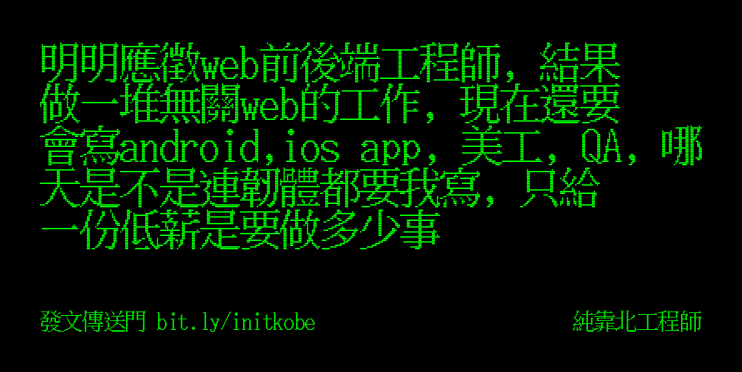 明明應徵web前後端工程師, 結果
做一堆無關web的工作, 現在還要
會寫android,ios app, 美工, QA, 哪
天是不是連韌體都要我寫, 只給
一份低薪是要做多少事
發文傳送門 bit.ly/initkobe
純靠北工程師